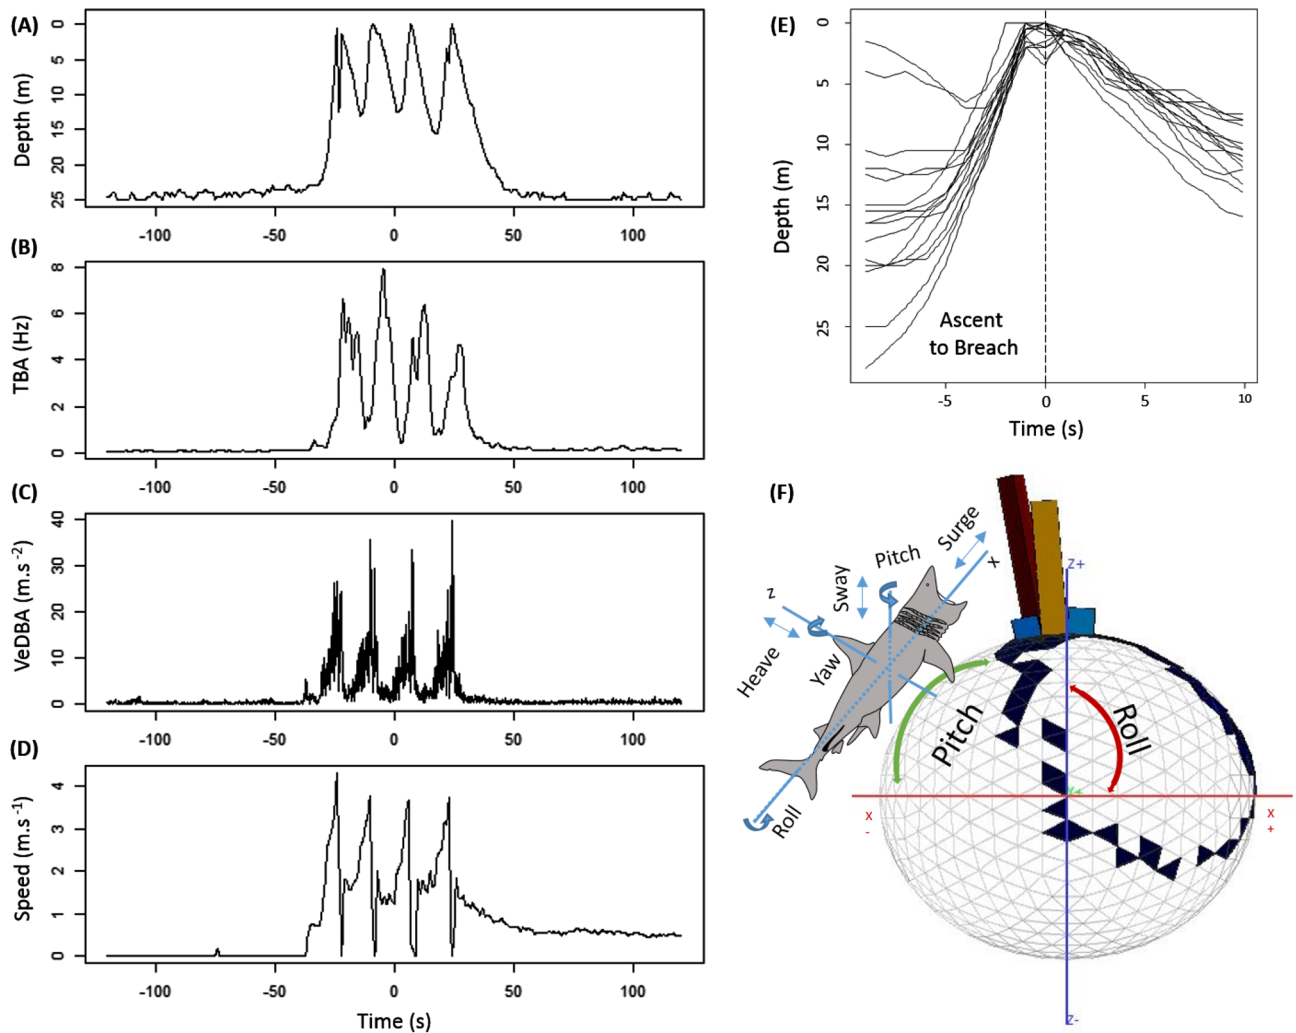 (A)
Depth (m)
0
5
10
15
20
25
-100
-50
0
50
100
(B)
TBA (Hz)
8
6
4
2
0
-100
-50
0
50
100
(C)
VeDBA (m.s-2)
40
30
20
10
0
-100
-50
0
50
100
(D)
Speed (m.s-1)
4
3
2
1
0
-100
-50
0
50
100
Time (s)
(E)
Depth (m)
0
5
10
15
20
25
Ascent
to Breach
-5
0
5
10
Time (s)
(F)
Surge
x
Pitch
Sway
z
Heave
Yaw
Roll
Pitch
Roll
Z+
X
-
Y+
X
+
Z-